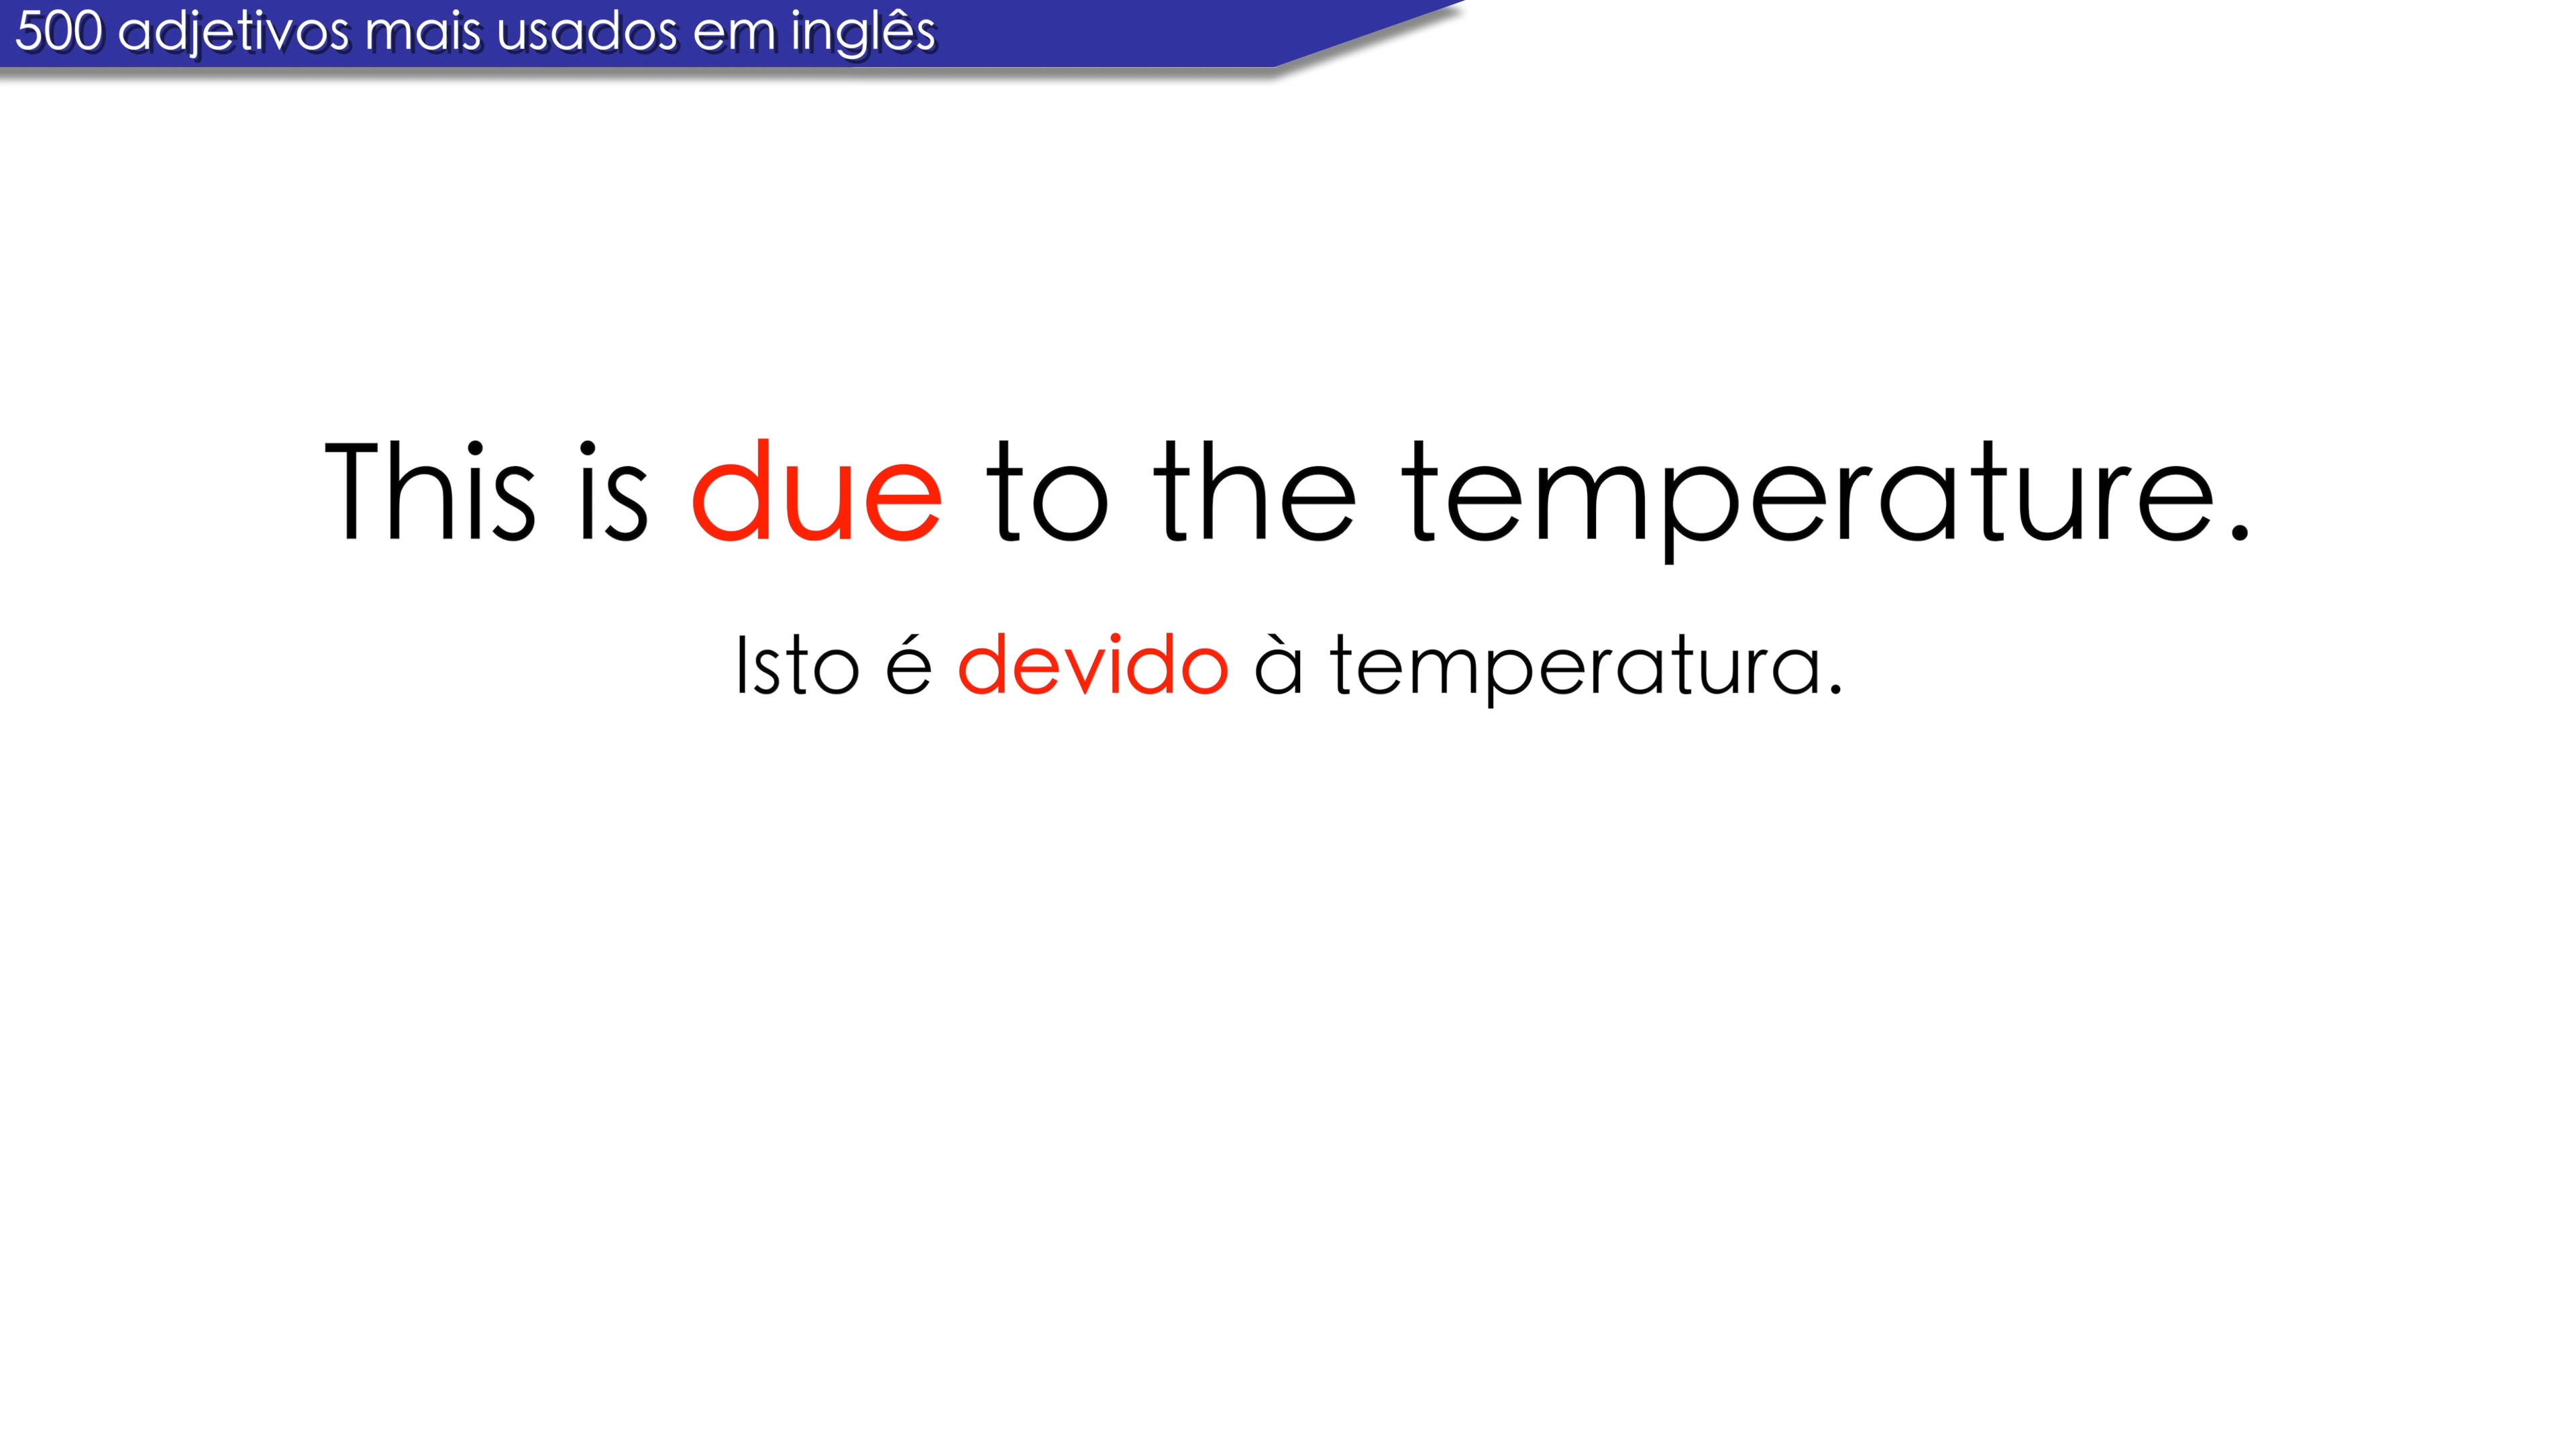 500 adjetivos mais usados em inglês
This is due to the temperature.
Isto é devido à temperatura.